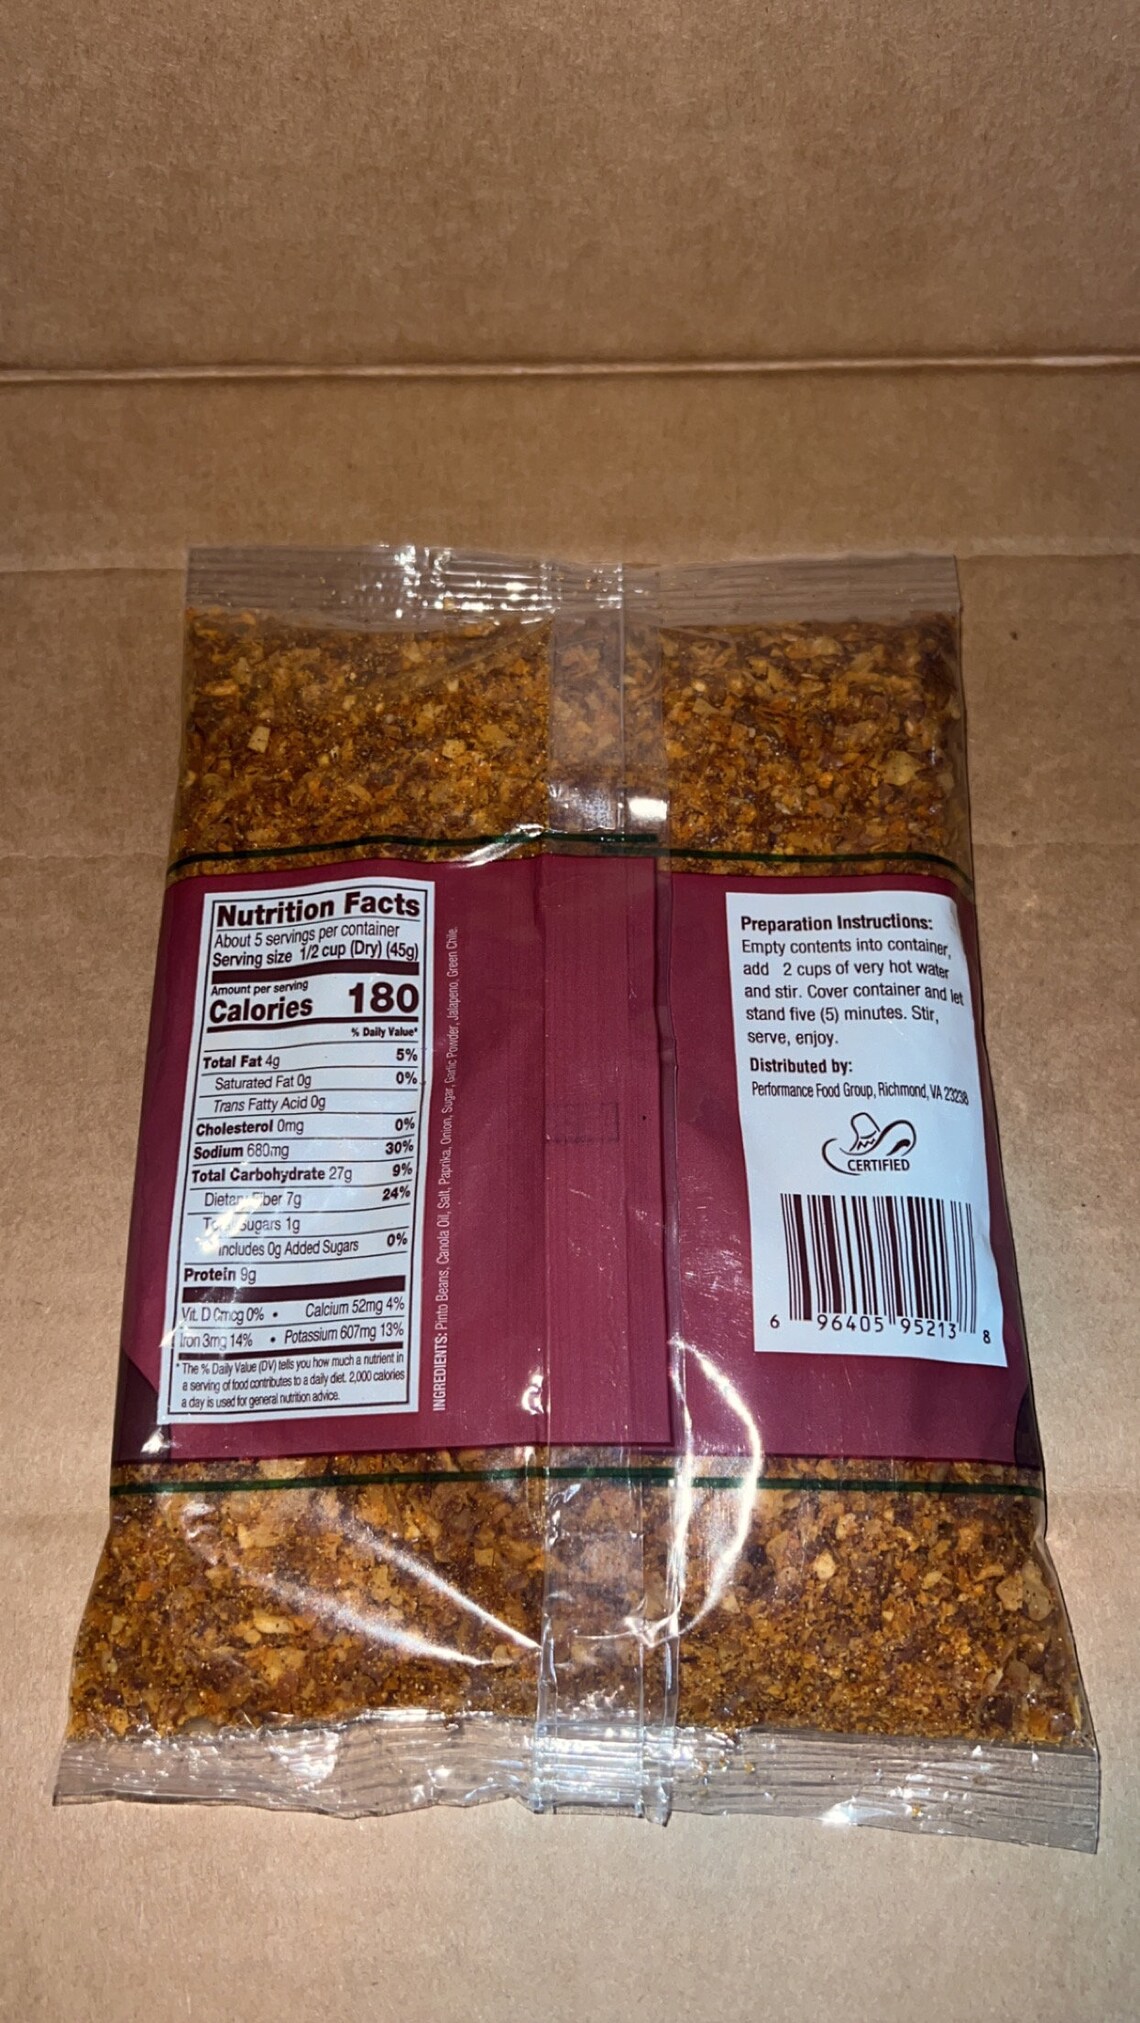 Nutrition Facts
About 5 servings per container
Serving size 1/2 cup (Dry) (45g)
Amount per serving
Calories 180
% Daily Value*
Total Fat 4g 5%
Saturated Fat 0g 0%
Trans Fatty Acid 0g
Cholesterol 0mg 0%
Sodium 680mg 30%
Total Carbohydrate 27g 9%
Dietary Fiber 7g 24%
Total Sugars 1g
Includes 0g Added Sugars 0%
Protein 9g
Vit. D 0mcg 0% • Calcium 52mg 4%
Iron 3mg 14% • Potassium 607mg 13%
*The % Daily Value (DV) tells you how much a nutrient in
a serving of food contributes to a daily diet. 2,000 calories
a day is used for general nutrition advice.
INGREDIENTS: Pinto Beans, Canola Oil, Salt, Paprika, Onion, Sugar, Garlic Powder, Jalapeno, Green Chile.
Preparation Instructions:
Empty contents into container,
add 2 cups of very hot water
and stir. Cover container and let
stand five (5) minutes. Stir,
serve, enjoy.
Distributed by:
Performance Food Group, Richmond, VA 23238
CERTIFIED
6 96405 95213 8